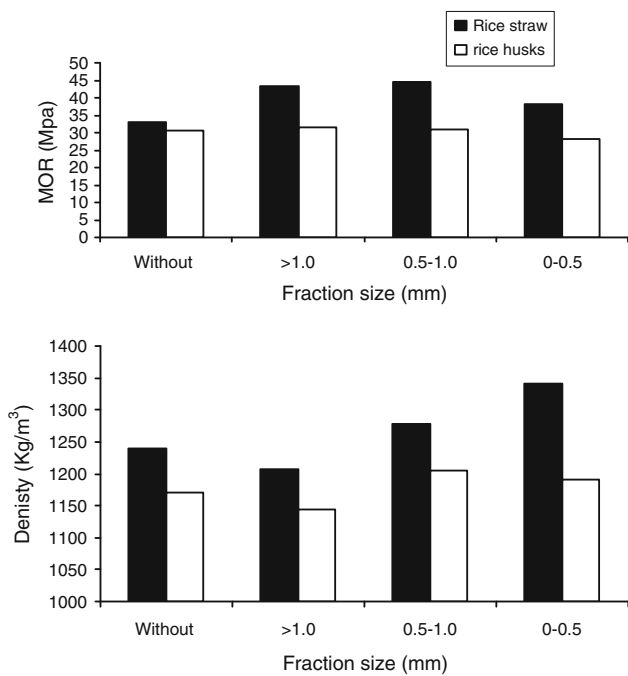 Rice straw
rice husks
MOR (Mpa)
50
45
40
35
30
25
20
15
10
5
0
Without >1.0 0.5-1.0 0-0.5
Fraction size (mm)
Denisty (Kg/m³)
1400
1350
1300
1250
1200
1150
1100
1050
1000
Without >1.0 0.5-1.0 0-0.5
Fraction size (mm)